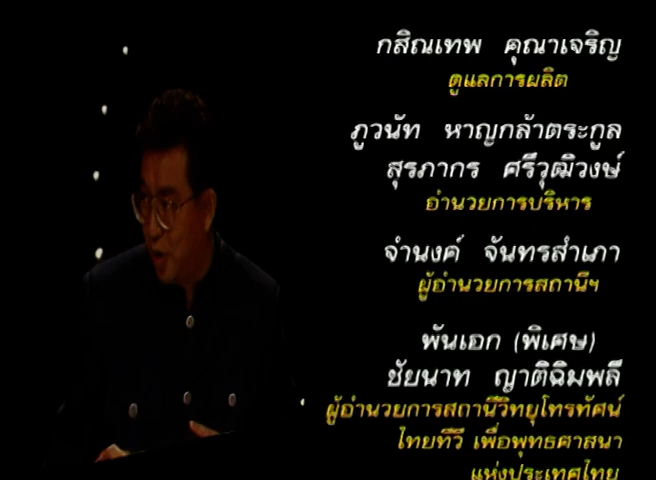 กสิณเทพ คุณาเจริญ
ดูแลการผลิต
ภูวนัท หาญกล้าตระกูล
สุรภากร ศรีวุฒิวงษ์
อำนวยการบริหาร
จำนงค์ จันทรสำเภา
ผู้อำนวยการสถานีฯ
พันเอก (พิเศษ)
ชัยนาท ญาติฉิมพลี
ผู้อำนวยการสถานีวิทยุโทรทัศน์
ไทยทีวี เพื่อพุทธศาสนา
แห่งประเทศไทย